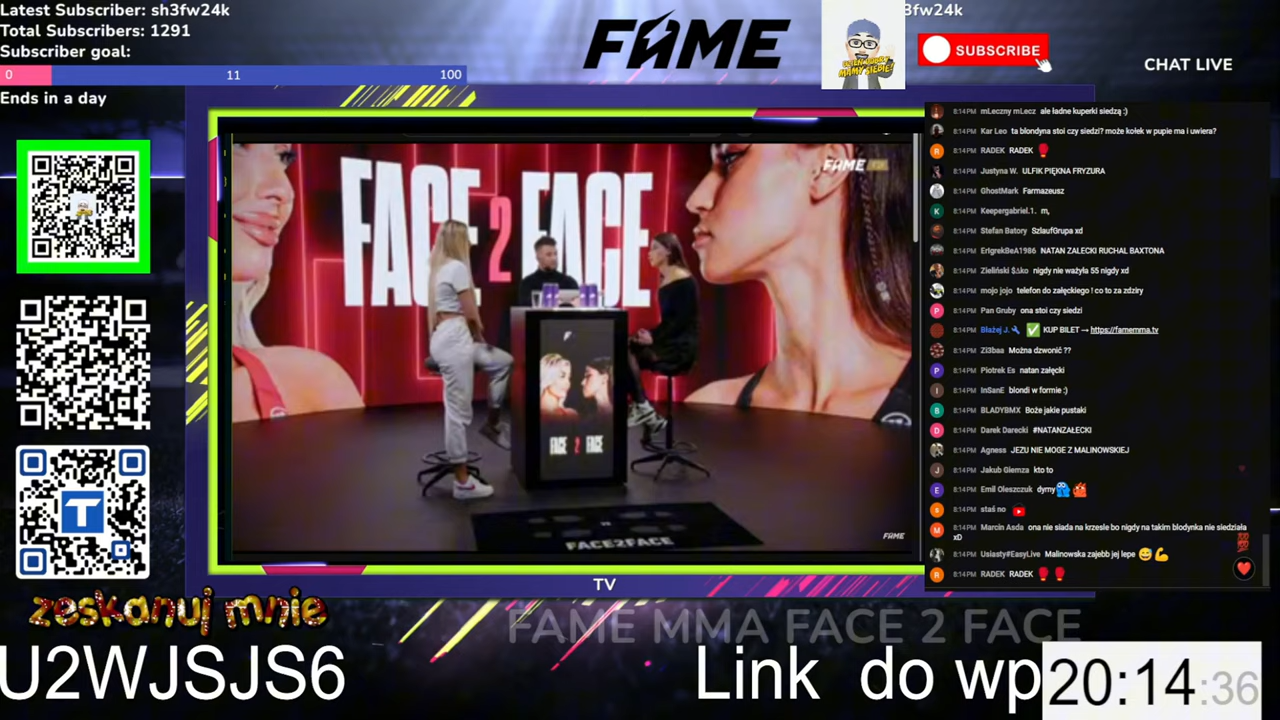 Latest Subscriber: sh3fw24k
Total Subscribers: 1291
Subscriber goal:
0 11 100
Ends in a day
FAME
3fw24k
MAMY CIEBIE!
SUBSCRIBE
CHAT LIVE
FAME
FACE 2 FACE
FACE 2 FACE
FACE2FACE
FAME
TV
8:14PM mLeczny mLecz ale ładne kuperki siedzą :)
8:14PM Kar Leo ta blondyna stoi czy siedzi? może kołek w pupie ma i uwiera?
8:14PM RADEK RADEK 🥊
8:14PM Justyna W. ULFIK PIĘKNA FRYZURA
8:14PM GhostMark Farmazeusz
8:14PM Keepergabriel.1. m,
8:14PM Stefan Batory SzlaufGrupa xd
8:14PM ErIgrekBeA1986 NATAN ZALECKI RUCHAL BAXTONA
8:14PM Zieliński $∆ko nigdy nie ważyła 55 nigdy xd
8:14PM mojo jojo telefon do załęckiego ! co to za zdziry
8:14PM Pan Gruby ona stoi czy siedzi
8:14PM Błażej J. 🔧 ✅ KUP BILET → https://famemma.tv
8:14PM Zi3baa Można dzwonić ??
8:14PM Piotrek Es natan załęcki
8:14PM InSanE blondi w formie :)
8:14PM BLADYBMX Boże jakie pustaki
8:14PM Darek Darecki #NATANZAŁECKI
8:14PM Agness JEZU NIE MOGE Z MALINOWSKIEJ
8:14PM Jakub Giemza kto to
8:14PM Emil Oleszczuk dymy
8:14PM staś no
8:14PM Marcin Asda ona nie siada na krzesle bo nigdy na takim blodynka nie siedziala
xD
8:14PM Usiasty#EasyLive Malinowska zajebb jej lepe 😅 💪
8:14PM RADEK RADEK 🥊 🥊
T
zeskanuj mnie
FAME MMA FACE 2 FACE
U2WJSJS6
Link do wp
20:14:36